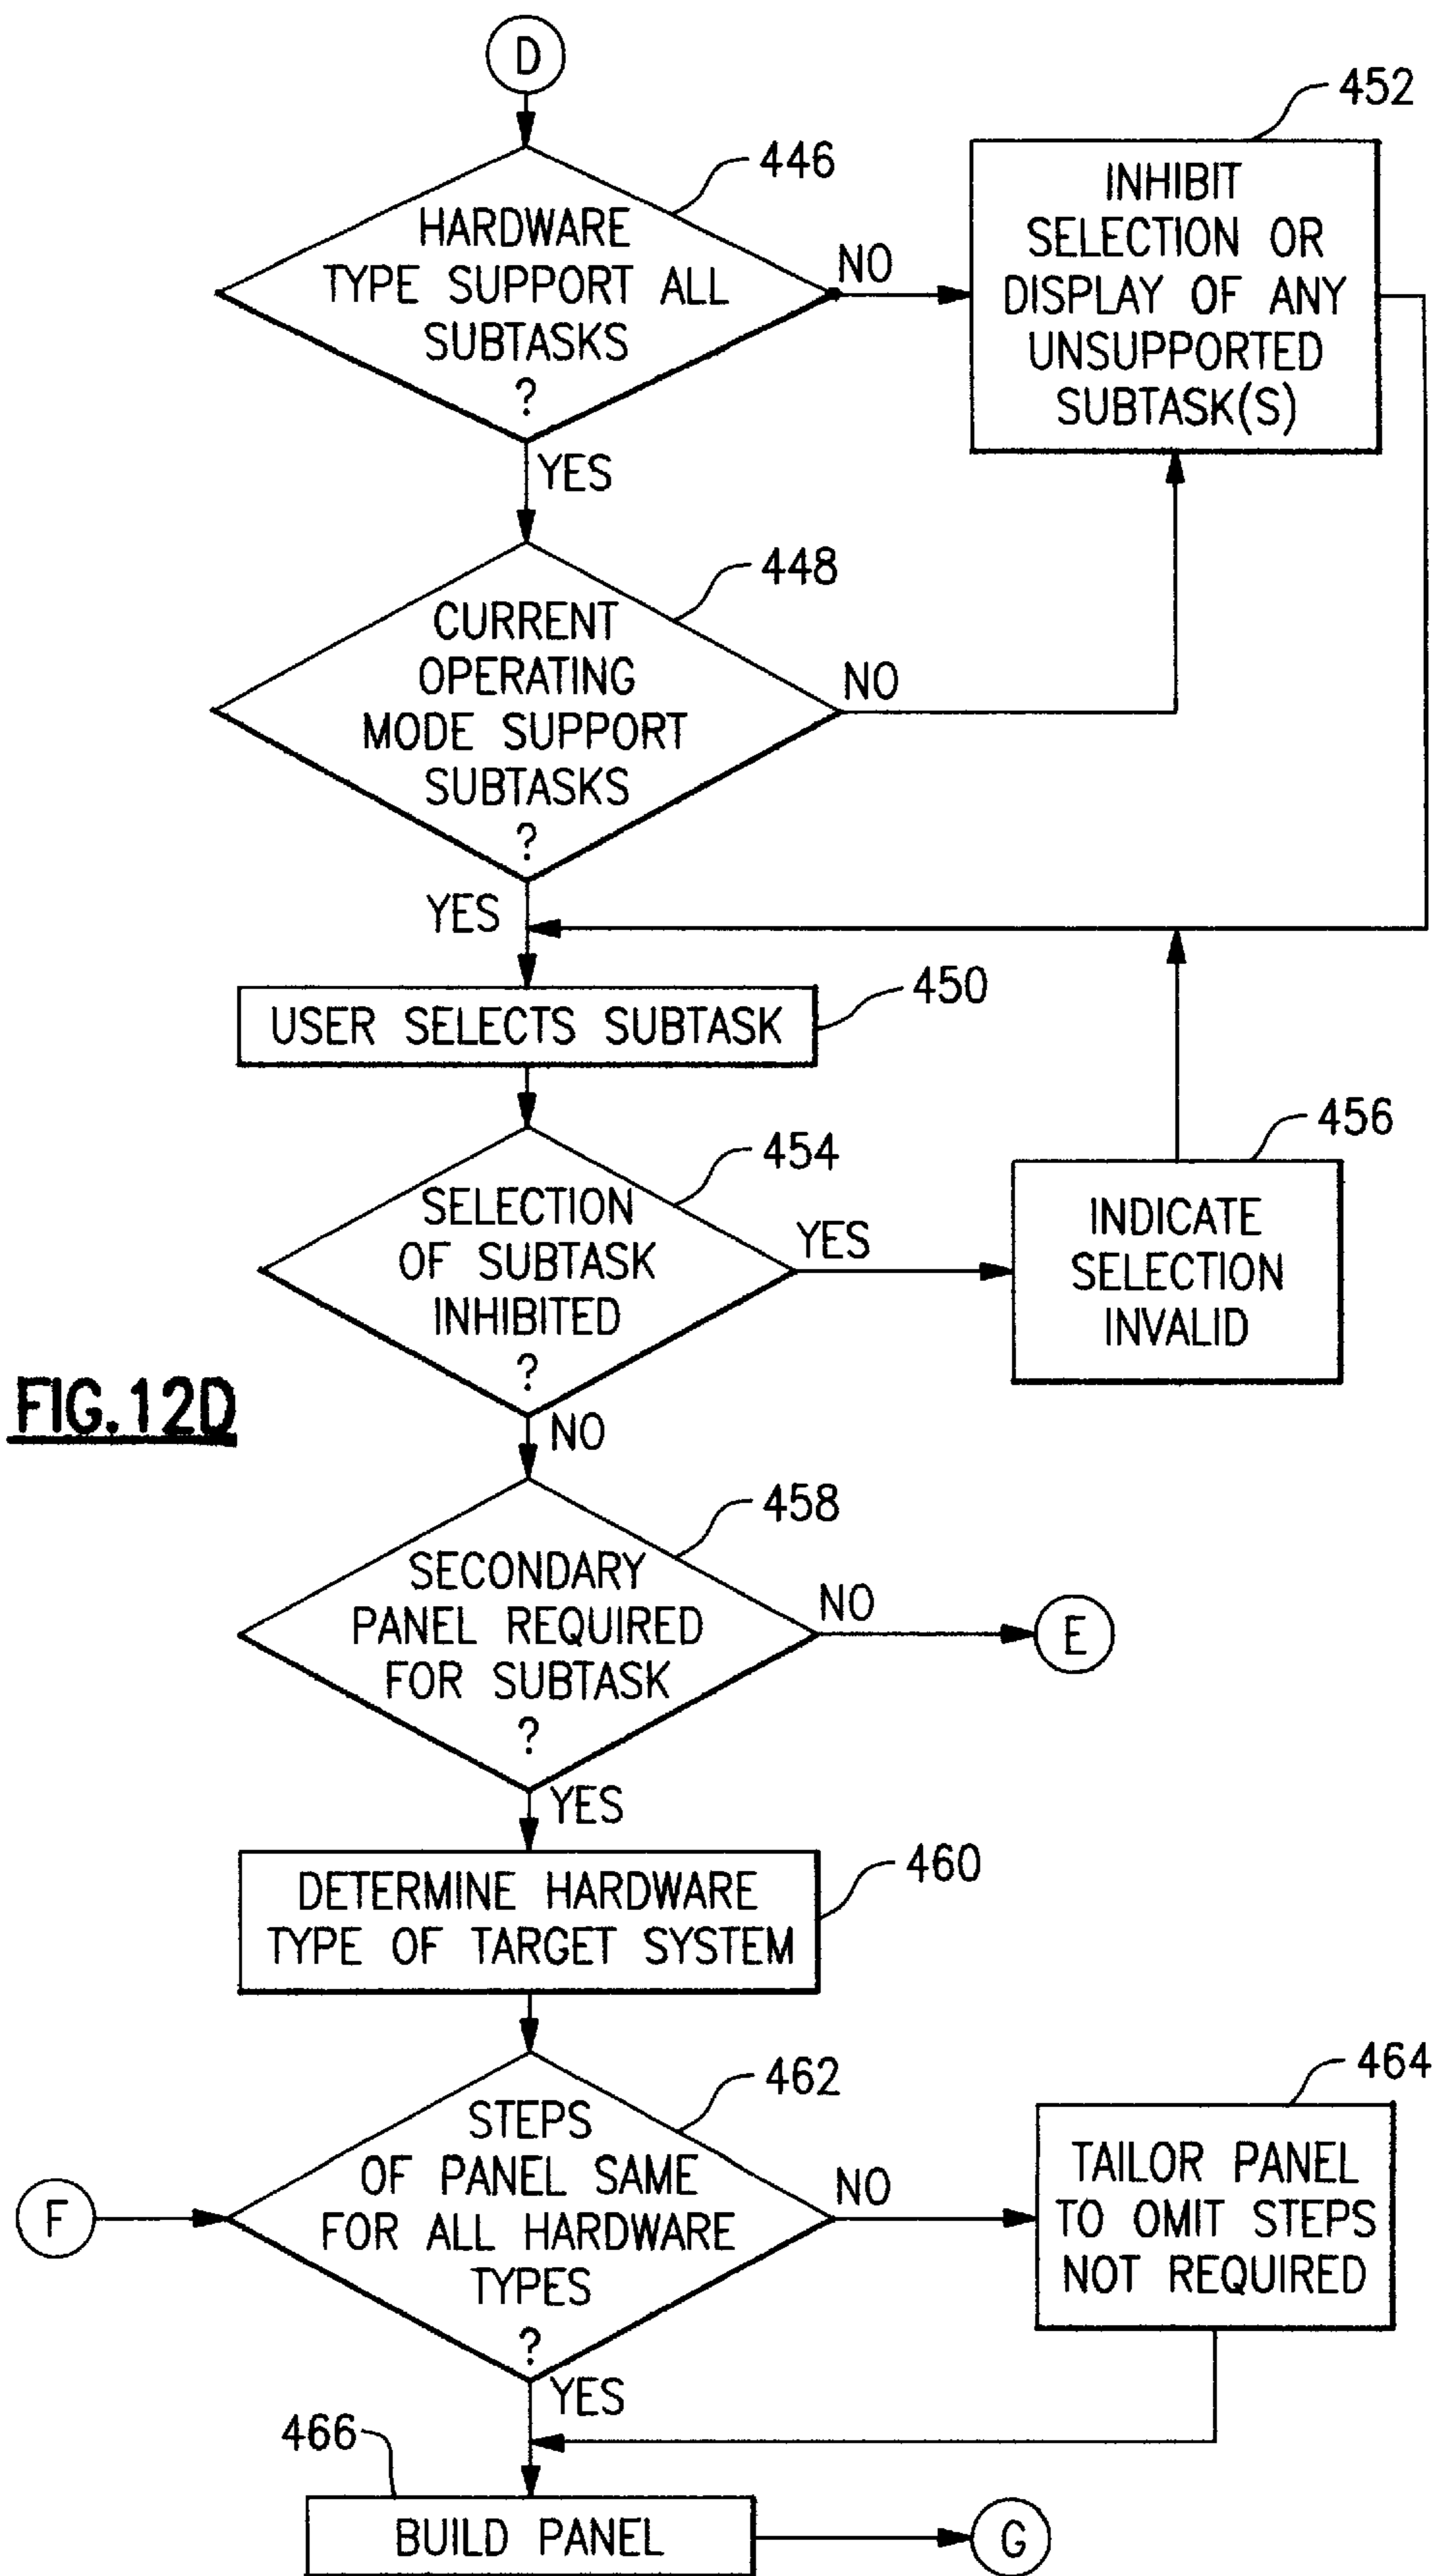 D
446
HARDWARE
TYPE SUPPORT ALL
SUBTASKS
?
NO
YES
452
INHIBIT
SELECTION OR
DISPLAY OF ANY
UNSUPPORTED
SUBTASK(S)
448
CURRENT
OPERATING
MODE SUPPORT
SUBTASKS
?
NO
YES
450
USER SELECTS SUBTASK
454
SELECTION
OF SUBTASK
INHIBITED
?
YES
NO
456
INDICATE
SELECTION
INVALID
FIG.12D
458
SECONDARY
PANEL REQUIRED
FOR SUBTASK
?
NO
E
YES
460
DETERMINE HARDWARE
TYPE OF TARGET SYSTEM
462
STEPS
OF PANEL SAME
FOR ALL HARDWARE
TYPES
?
F
NO
YES
464
TAILOR PANEL
TO OMIT STEPS
NOT REQUIRED
466
BUILD PANEL
G